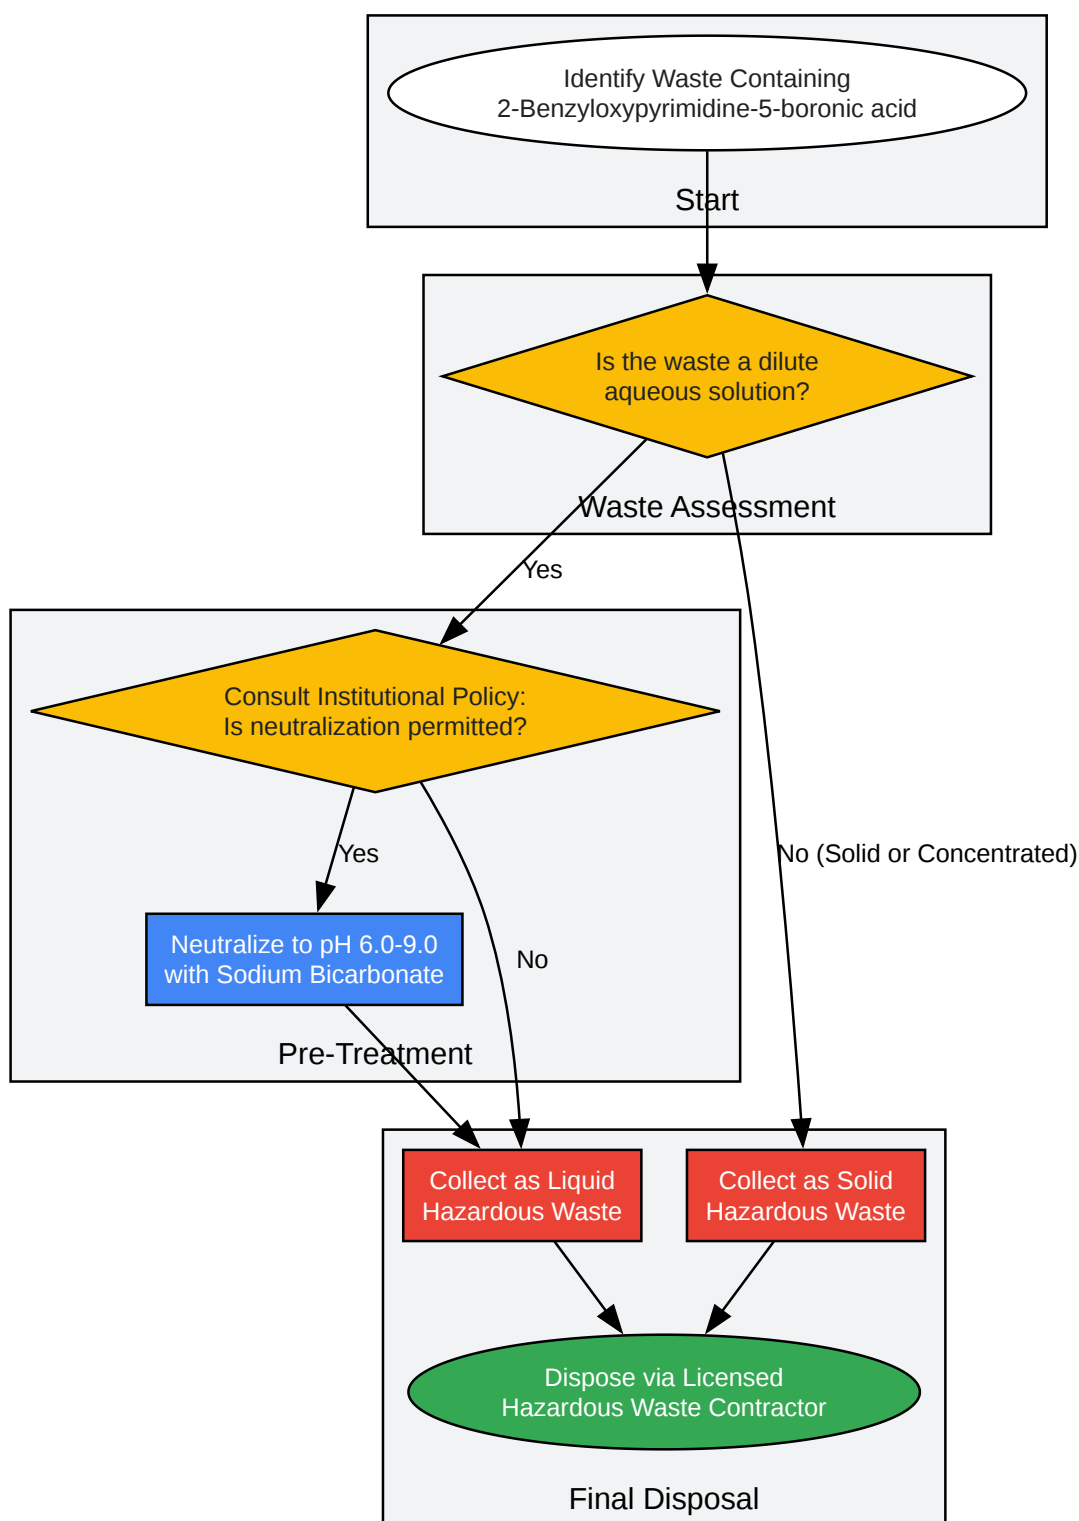 Identify Waste Containing
2-Benzyloxypyrimidine-5-boronic acid
Start
Is the waste a dilute
aqueous solution?
Waste Assessment
Yes
Consult Institutional Policy:
Is neutralization permitted?
Yes
No (Solid or Concentrated)
Neutralize to pH 6.0-9.0
with Sodium Bicarbonate
No
Pre-Treatment
Collect as Liquid
Hazardous Waste
Collect as Solid
Hazardous Waste
Dispose via Licensed
Hazardous Waste Contractor
Final Disposal